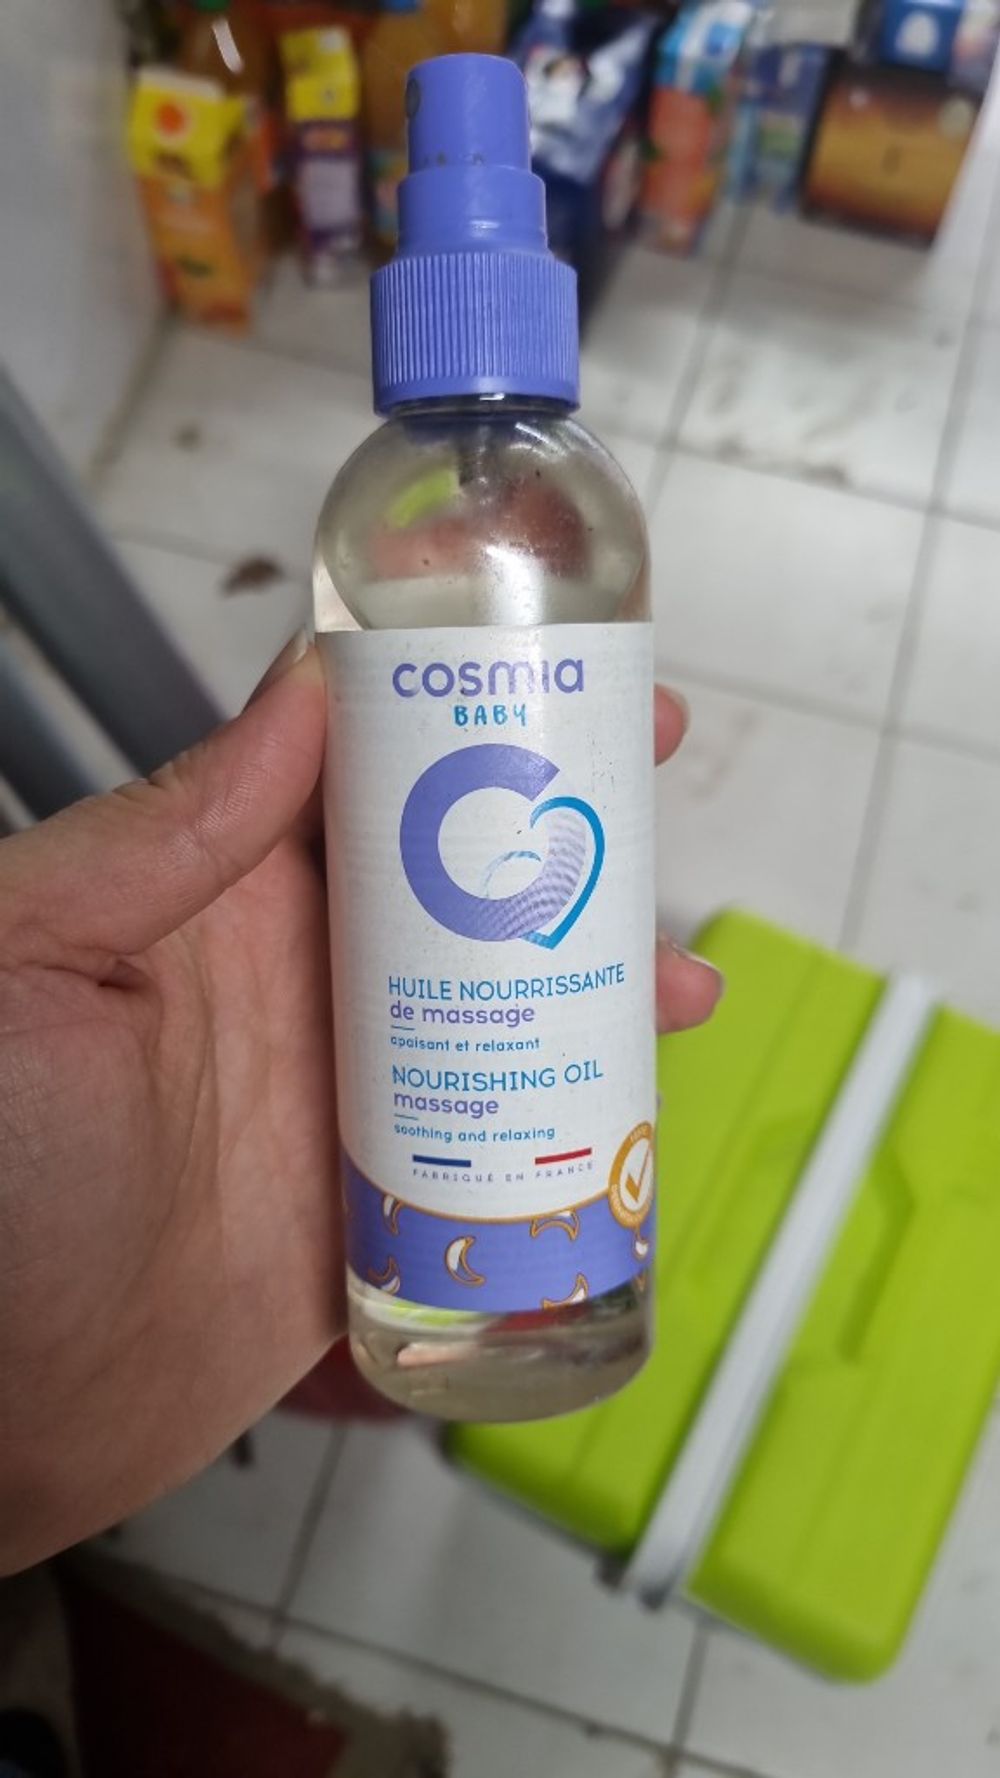 cosmia
BABY
HUILE NOURRISSANTE
de massage
apaisant et relaxant
NOURISHING OIL
massage
soothing and relaxing
FABRIQUÉ EN FRANCE